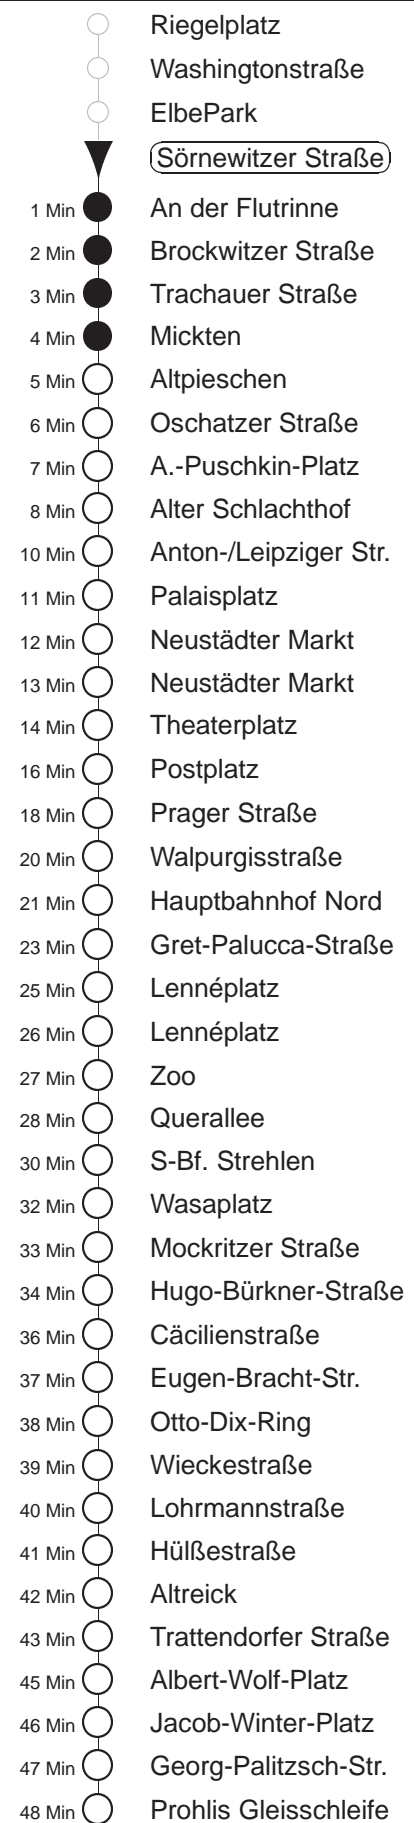 Riegelplatz
Washingtonstraße
ElbePark
Sörnewitzer Straße
1 Min An der Flutrinne
2 Min Brockwitzer Straße
3 Min Trachauer Straße
4 Min Mickten
5 Min Altpieschen
6 Min Oschatzer Straße
7 Min A.-Puschkin-Platz
8 Min Alter Schlachthof
10 Min Anton-/Leipziger Str.
11 Min Palaisplatz
12 Min Neustädter Markt
13 Min Neustädter Markt
14 Min Theaterplatz
16 Min Postplatz
18 Min Prager Straße
20 Min Walpurgisstraße
21 Min Hauptbahnhof Nord
23 Min Gret-Palucca-Straße
25 Min Lennéplatz
26 Min Lennéplatz
27 Min Zoo
28 Min Querallee
30 Min S-Bf. Strehlen
32 Min Wasaplatz
33 Min Mockritzer Straße
34 Min Hugo-Bürkner-Straße
36 Min Cäcilienstraße
37 Min Eugen-Bracht-Str.
38 Min Otto-Dix-Ring
39 Min Wieckestraße
40 Min Lohrmannstraße
41 Min Hülßestraße
42 Min Altreick
43 Min Trattendorfer Straße
45 Min Albert-Wolf-Platz
46 Min Jacob-Winter-Platz
47 Min Georg-Palitzsch-Str.
48 Min Prohlis Gleisschleife